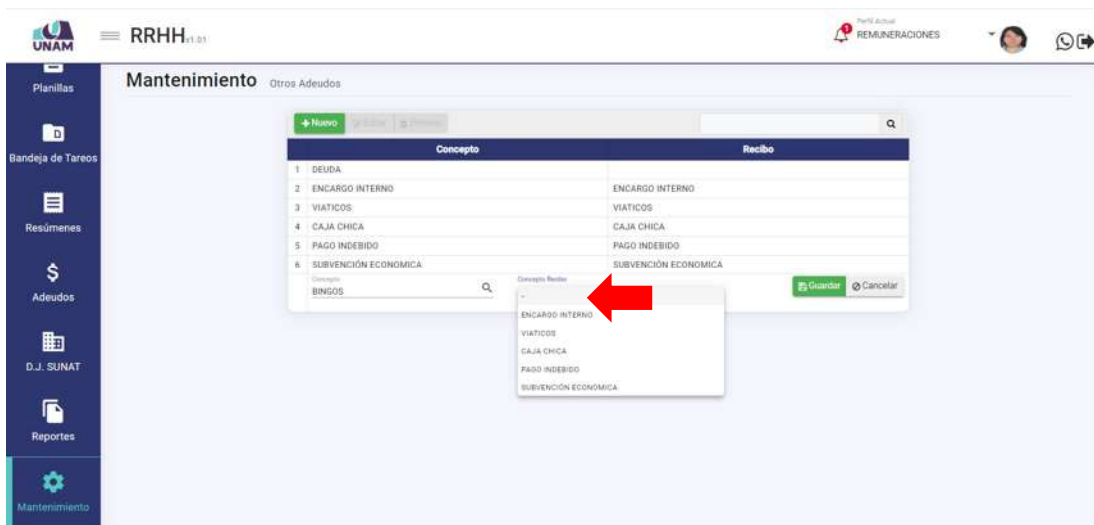 UNAM
RRHH v1.01
Perfil Actual
1
REMUNERACIONES
Planillas
Bandeja de Tareos
Resúmenes
Adeudos
D.J. SUNAT
Reportes
Mantenimiento
Mantenimiento Otros Adeudos
Nuevo Editar Eliminar
Concepto Recibo
1 DEUDA
2 ENCARGO INTERNO ENCARGO INTERNO
3 VIATICOS VIATICOS
4 CAJA CHICA CAJA CHICA
5 PAGO INDEBIDO PAGO INDEBIDO
6 SUBVENCIÓN ECONOMICA SUBVENCIÓN ECONOMICA
Concepto Concepto Recibo
BINGOS
Guardar Cancelar
-
ENCARGO INTERNO
VIATICOS
CAJA CHICA
PAGO INDEBIDO
SUBVENCIÓN ECONOMICA